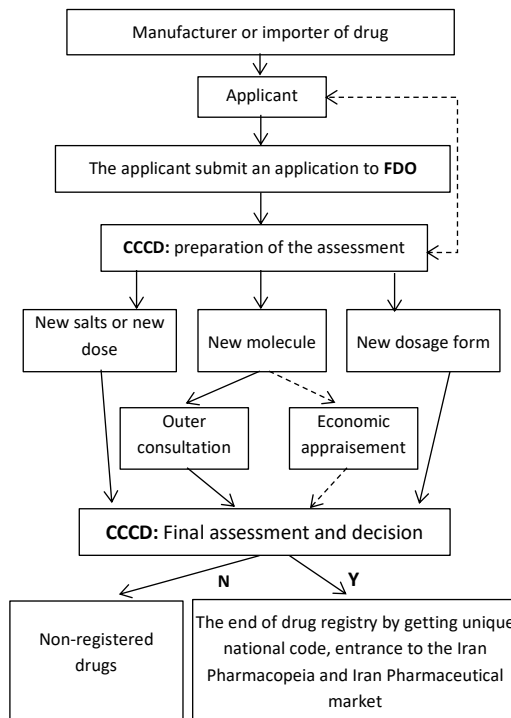 Manufacturer or importer of drug
Applicant
The applicant submit an application to FDO
CCCD: preparation of the assessment
New salts or new
dose
New molecule
New dosage form
Outer
consultation
Economic
appraisement
CCCD: Final assessment and decision
N
Y
Non-registered
drugs
The end of drug registry by getting unique
national code, entrance to the Iran
Pharmacopeia and Iran Pharmaceutical
market